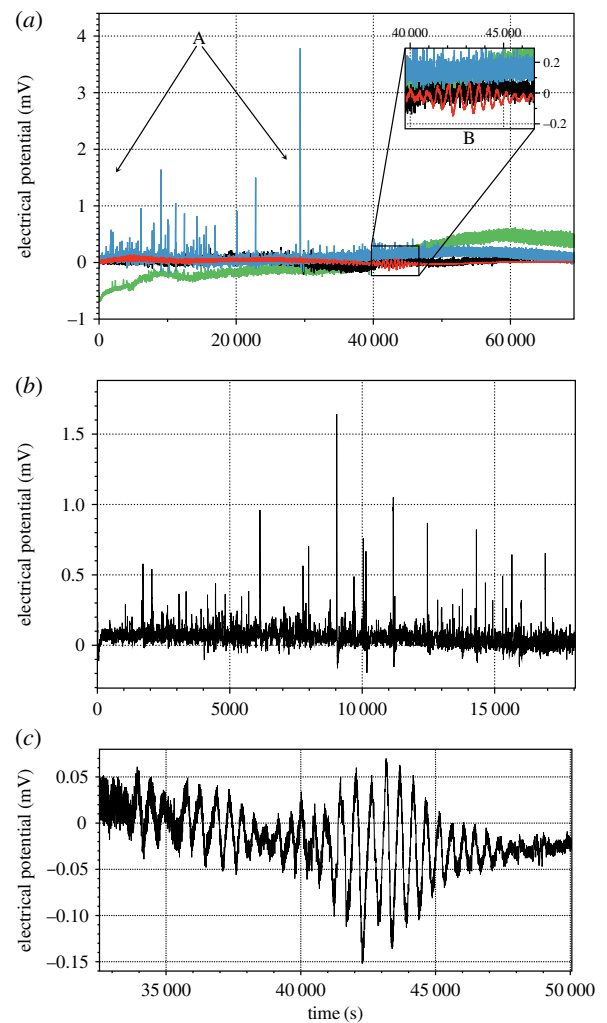 (a)
A
40 000 45 000
0.2
0
−0.2
B
4
3
2
1
0
−1
electrical potential (mV)
0 20 000 40 000 60 000
(b)
1.5
1.0
0.5
0
electrical potential (mV)
0 5000 10 000 15 000
(c)
0.05
0
−0.05
−0.10
−0.15
electrical potential (mV)
35 000 40 000 45 000 50 000
time (s)